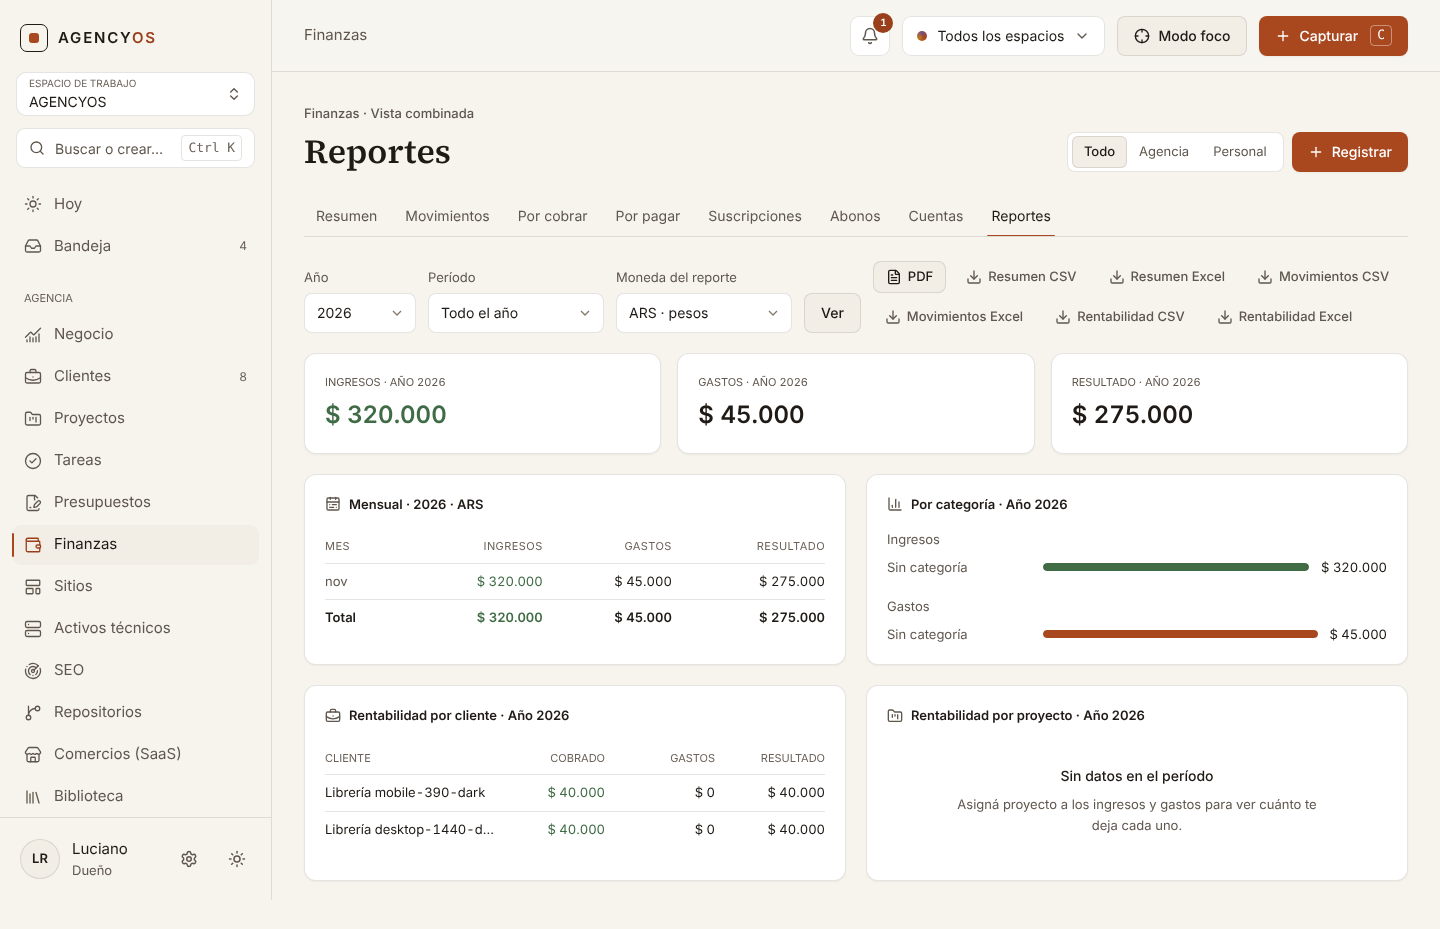 AGENCYOS
ESPACIO DE TRABAJO
AGENCYOS
Buscar o crear... Ctrl K
Hoy
Bandeja 4
AGENCIA
Negocio
Clientes 8
Proyectos
Tareas
Presupuestos
Finanzas
Sitios
Activos técnicos
SEO
Repositorios
Comercios (SaaS)
Biblioteca
LR Luciano
Dueño
Finanzas
1
Todos los espacios
Modo foco
Capturar C
Finanzas · Vista combinada
Reportes
Todo Agencia Personal
Registrar
Resumen Movimientos Por cobrar Por pagar Suscripciones Abonos Cuentas Reportes
Año Período Moneda del reporte
2026 Todo el año ARS · pesos Ver
PDF Resumen CSV Resumen Excel Movimientos CSV
Movimientos Excel Rentabilidad CSV Rentabilidad Excel
INGRESOS · AÑO 2026
$ 320.000
GASTOS · AÑO 2026
$ 45.000
RESULTADO · AÑO 2026
$ 275.000
Mensual · 2026 · ARS
MES INGRESOS GASTOS RESULTADO
nov $ 320.000 $ 45.000 $ 275.000
Total $ 320.000 $ 45.000 $ 275.000
Por categoría · Año 2026
Ingresos
Sin categoría $ 320.000
Gastos
Sin categoría $ 45.000
Rentabilidad por cliente · Año 2026
CLIENTE COBRADO GASTOS RESULTADO
Librería mobile-390-dark $ 40.000 $ 0 $ 40.000
Librería desktop-1440-d... $ 40.000 $ 0 $ 40.000
Rentabilidad por proyecto · Año 2026
Sin datos en el período
Asigná proyecto a los ingresos y gastos para ver cuánto te
deja cada uno.